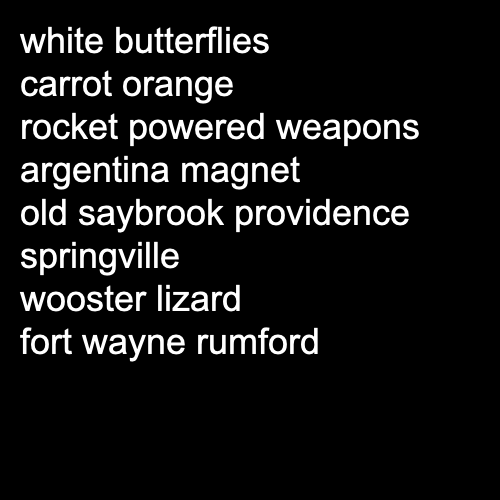 white butterflies
carrot orange
rocket powered weapons
argentina magnet
old saybrook providence
springville
wooster lizard
fort wayne rumford